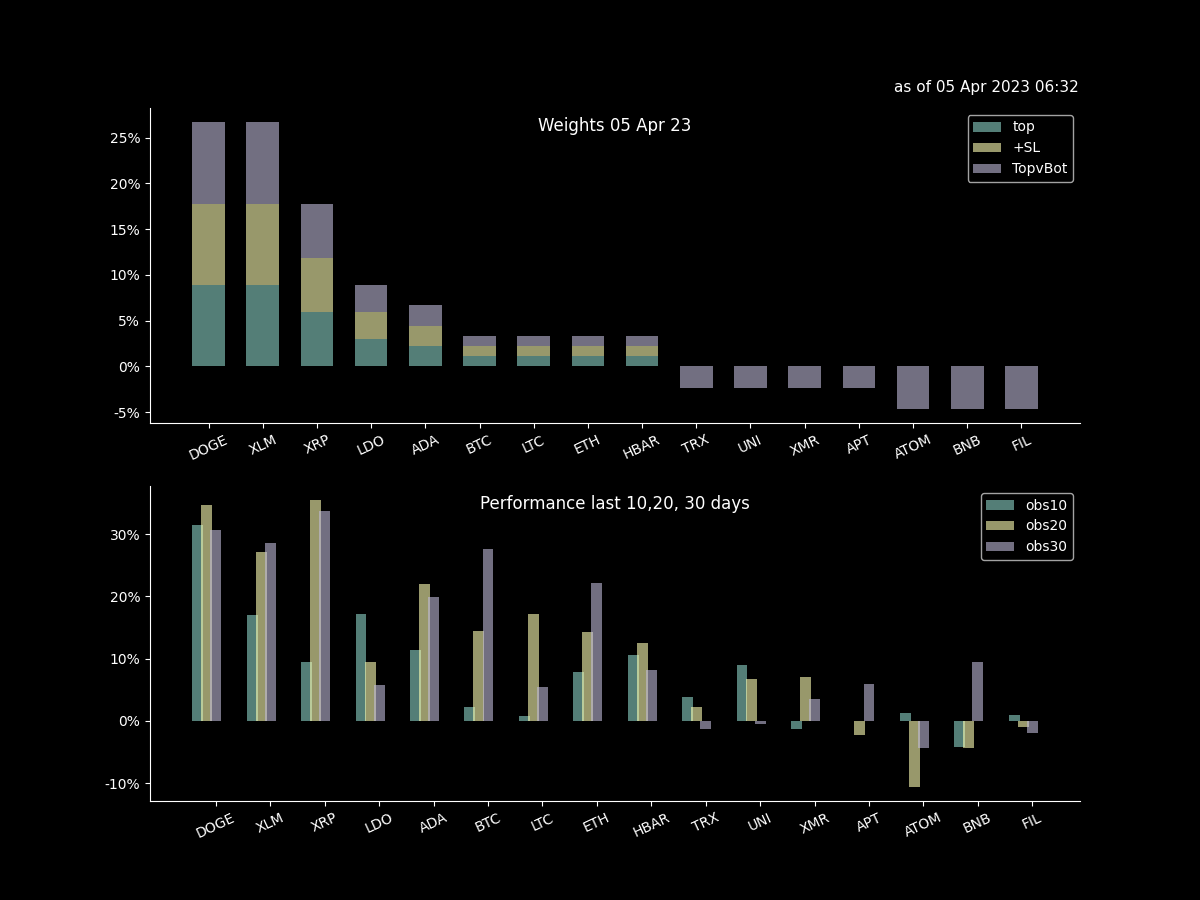 as of 05 Apr 2023 06:32
Weights 05 Apr 23
top
+SL
TopvBot
25%
20%
15%
10%
5%
0%
-5%
DOGE XLM XRP LDO ADA BTC LTC ETH HBAR TRX UNI XMR APT ATOM BNB FIL
Performance last 10,20, 30 days
obs10
obs20
obs30
30%
20%
10%
0%
-10%
DOGE XLM XRP LDO ADA BTC LTC ETH HBAR TRX UNI XMR APT ATOM BNB FIL